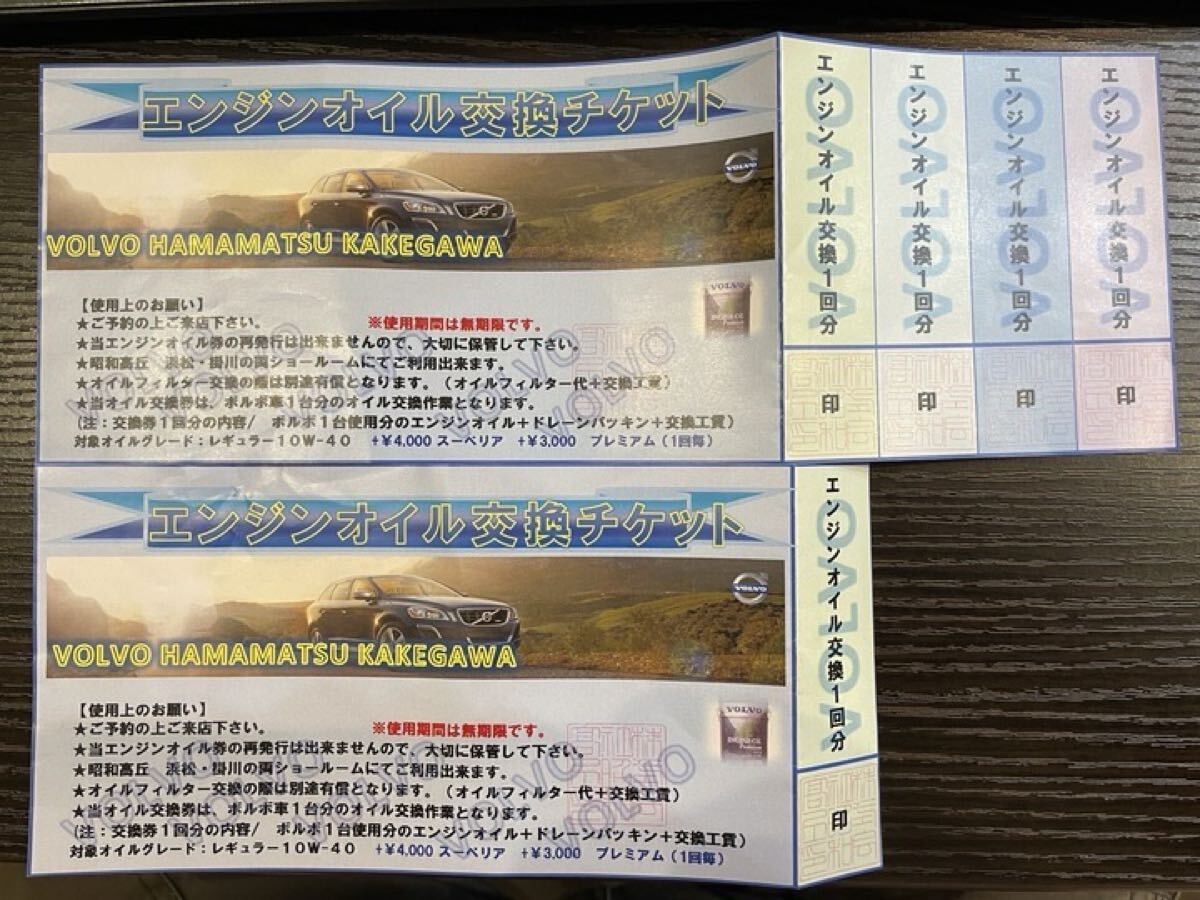 エンジンオイル交換チケット
VOLVO
VOLVO HAMAMATSU KAKEGAWA
【使用上のお願い】
★ご予約の上ご来店下さい。 ※使用期間は無期限です。
★当エンジンオイル券の再発行は出来ませんので、大切に保管して下さい。
★昭和高丘 浜松・掛川の両ショールームにてご利用出来ます。
★オイルフィルター交換の際は別途有償となります。(オイルフィルター代+交換工賃)
★当オイル交換券は、ボルボ車1台分のオイル交換作業となります。
(注:交換券1回分の内容/ ボルボ1台使用分のエンジンオイル+ドレーンパッキン+交換工賃)
対象オイルグレード:レギュラー10W-40 +¥4,000 スーペリア +¥3,000 プレミアム(1回毎)
VOLVO
VOLVO
VOLVO
エンジンオイル交換1回分
エンジンオイル交換1回分
エンジンオイル交換1回分
エンジンオイル交換1回分
VOLVO
VOLVO
VOLVO
VOLVO
印
印
印
印
エンジンオイル交換チケット
VOLVO
VOLVO HAMAMATSU KAKEGAWA
【使用上のお願い】
★ご予約の上ご来店下さい。 ※使用期間は無期限です。
★当エンジンオイル券の再発行は出来ませんので、大切に保管して下さい。
★昭和高丘 浜松・掛川の両ショールームにてご利用出来ます。
★オイルフィルター交換の際は別途有償となります。(オイルフィルター代+交換工賃)
★当オイル交換券は、ボルボ車1台分のオイル交換作業となります。
(注:交換券1回分の内容/ ボルボ1台使用分のエンジンオイル+ドレーンパッキン+交換工賃)
対象オイルグレード:レギュラー10W-40 +¥4,000 スーペリア +¥3,000 プレミアム(1回毎)
VOLVO
VOLVO
VOLVO
エンジンオイル交換1回分
VOLVO
印